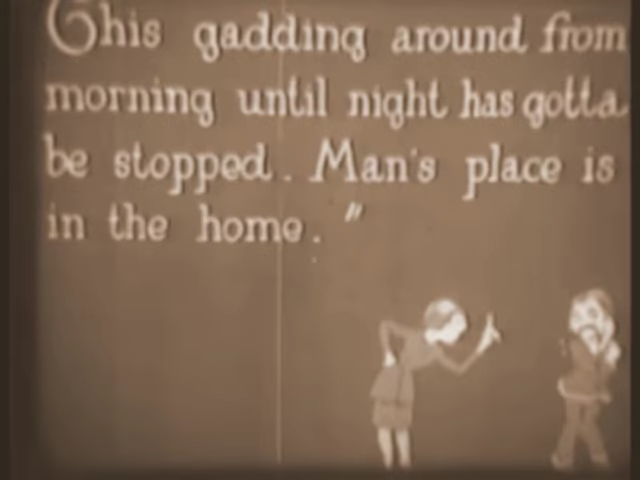 This gadding around from
morning until night has gotta
be stopped. Man's place is
in the home."